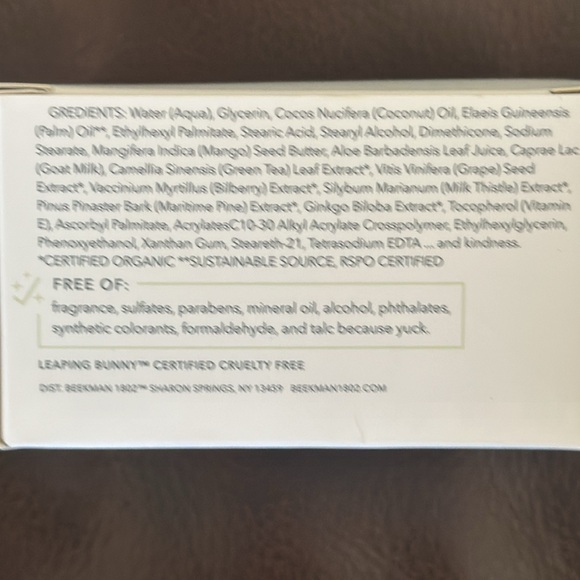 GREDIENTS: Water (Aqua), Glycerin, Cocos Nucifera (Coconut) Oil, Elaeis Guineensis
(Palm) Oil**, Ethylhexyl Palmitate, Stearic Acid, Stearyl Alcohol, Dimethicone, Sodium
Stearate, Mangifera Indica (Mango) Seed Butter, Aloe Barbadensis Leaf Juice, Caprae Lac
(Goat Milk), Camellia Sinensis (Green Tea) Leaf Extract*, Vitis Vinifera (Grape) Seed
Extract*, Vaccinium Myrtillus (Bilberry) Extract*, Silybum Marianum (Milk Thistle) Extract*,
Pinus Pinaster Bark (Maritime Pine) Extract*, Ginkgo Biloba Extract*, Tocopherol (Vitamin
E), Ascorbyl Palmitate, AcrylatesC10-30 Alkyl Acrylate Crosspolymer, Ethylhexylglycerin,
Phenoxyethanol, Xanthan Gum, Steareth-21, Tetrasodium EDTA ... and kindness.
*CERTIFIED ORGANIC **SUSTAINABLE SOURCE, RSPO CERTIFIED
FREE OF:
fragrance, sulfates, parabens, mineral oil, alcohol, phthalates,
synthetic colorants, formaldehyde, and talc because yuck.
LEAPING BUNNY™ CERTIFIED CRUELTY FREE
DIST. BEEKMAN 1802™ SHARON SPRINGS, NY 13459 BEEKMAN1802.COM